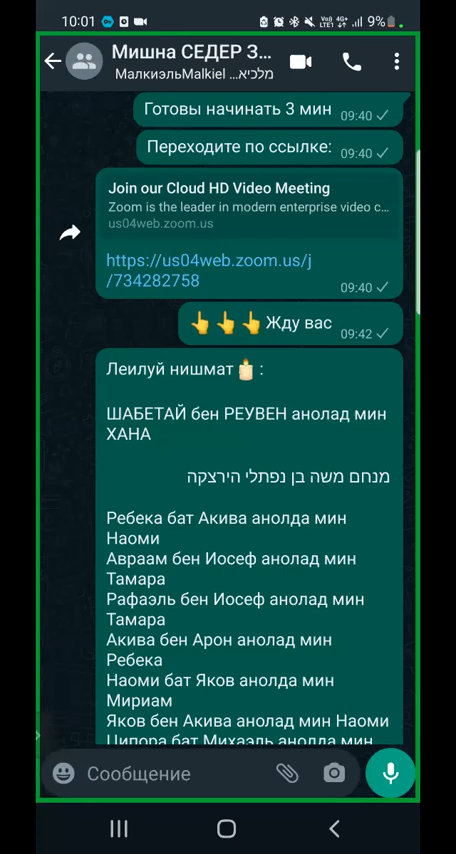 10:01
9%
Мишна СЕДЕР З...
МалкиэльMalkiel ...מלכיא
Готовы начинать 3 мин
09:40
Переходите по ссылке:
09:40
Join our Cloud HD Video Meeting
Zoom is the leader in modern enterprise video c...
us04web.zoom.us
https://us04web.zoom.us/j
/734282758
09:40
👆👆👆Жду вас
09:42
Леилуй нишмат🕯️:
ШАБЕТАЙ бен РЕУВЕН анолад мин
ХАНА
מנחם משה בן נפתלי הירצקה
Ребека бат Акива анолда мин
Наоми
Авраам бен Иосеф анолад мин
Тамара
Рафаэль бен Иосеф анолад мин
Тамара
Акива бен Арон анолад мин
Ребека
Наоми бат Яков анолда мин
Мириам
Яков бен Акива анолад мин Наоми
Ципора бат Михаэль анолда мин
Сообщение